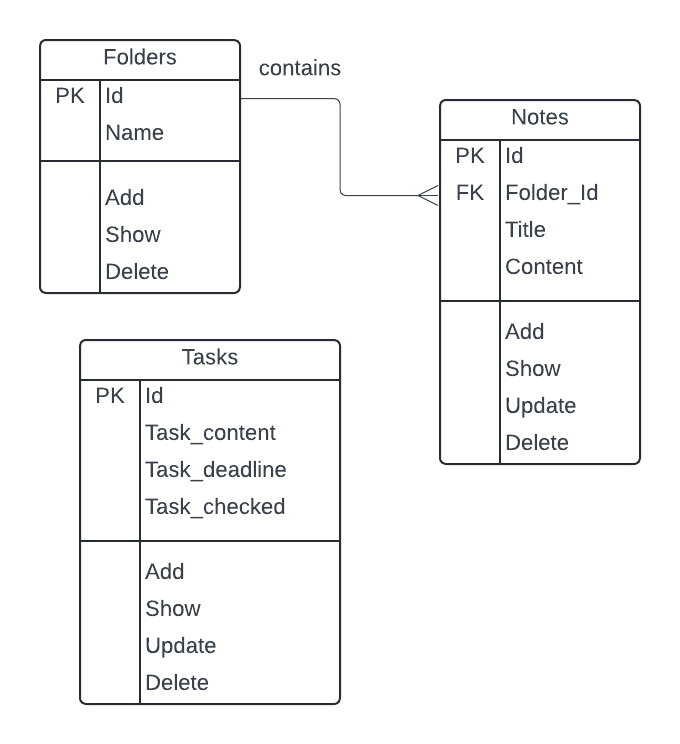 Folders
PK Id
Name
Add
Show
Delete
contains
Notes
PK Id
FK Folder_Id
Title
Content
Add
Show
Update
Delete
Tasks
PK Id
Task_content
Task_deadline
Task_checked
Add
Show
Update
Delete